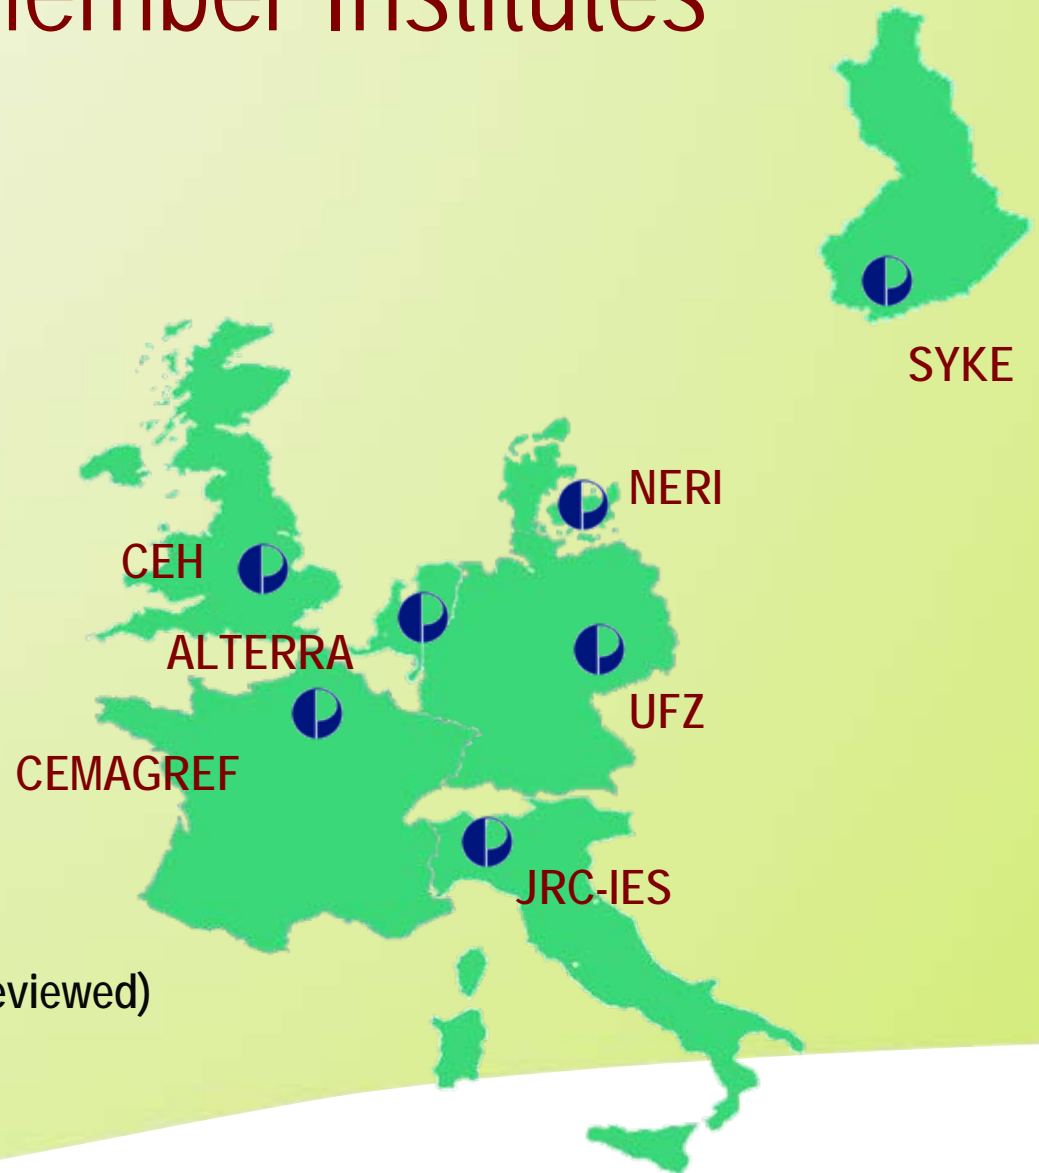 ember Institutes
SYKE
NERI
CEH
ALTERRA
UFZ
CEMAGREF
JRC-IES
eviewed)